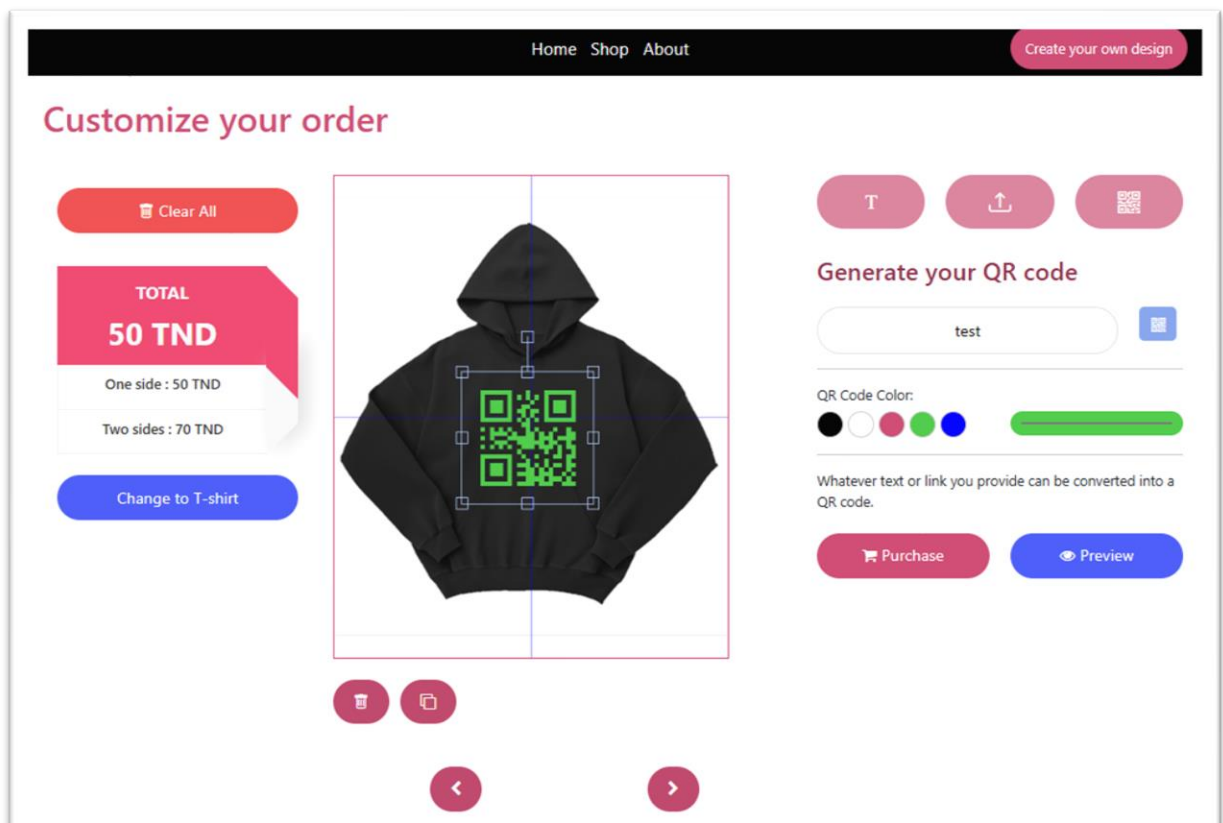 Home Shop About
Create your own design
Customize your order
Clear All
TOTAL
50 TND
One side : 50 TND
Two sides : 70 TND
Change to T-shirt
T
Generate your QR code
test
QR Code Color:
Whatever text or link you provide can be converted into a
QR code.
Purchase
Preview